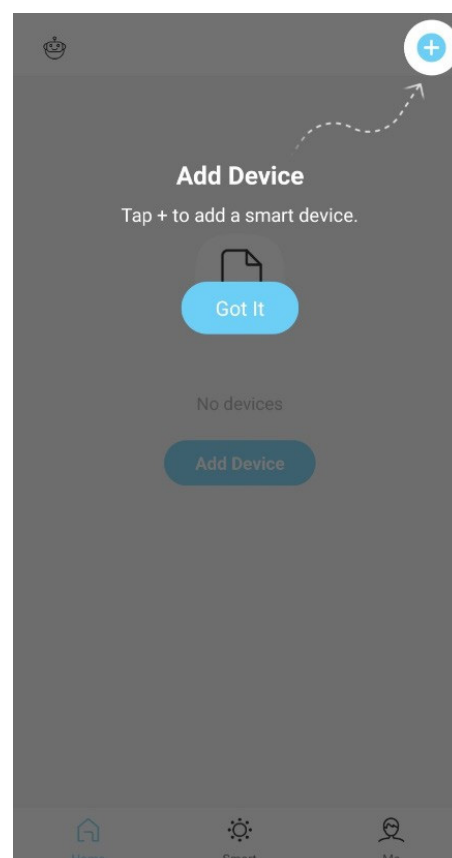 Add Device
Tap + to add a smart device.
Got It
No devices
Add Device